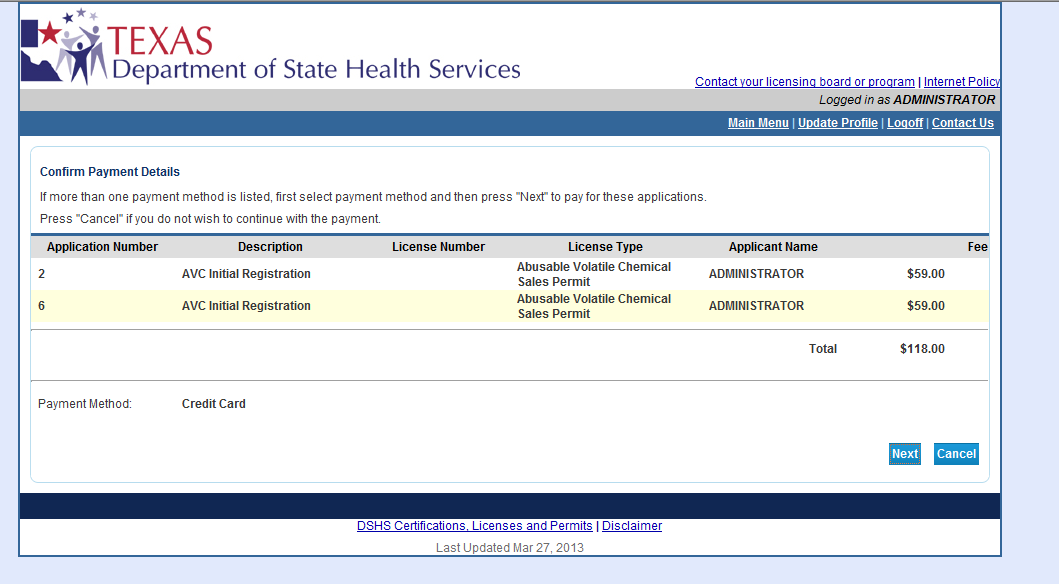 TEXAS
Department of State Health Services
Contact your licensing board or program | Internet Policy
Logged in as ADMINISTRATOR
Main Menu | Update Profile | Logoff | Contact Us
Confirm Payment Details
If more than one payment method is listed, first select payment method and then press "Next" to pay for these applications.
Press "Cancel" if you do not wish to continue with the payment.
Application Number Description License Number License Type Applicant Name Fee
2 AVC Initial Registration Abusable Volatile Chemical Sales Permit ADMINISTRATOR $59.00
6 AVC Initial Registration Abusable Volatile Chemical Sales Permit ADMINISTRATOR $59.00
Total $118.00
Payment Method: Credit Card
Next Cancel
DSHS Certifications, Licenses and Permits | Disclaimer
Last Updated Mar 27, 2013